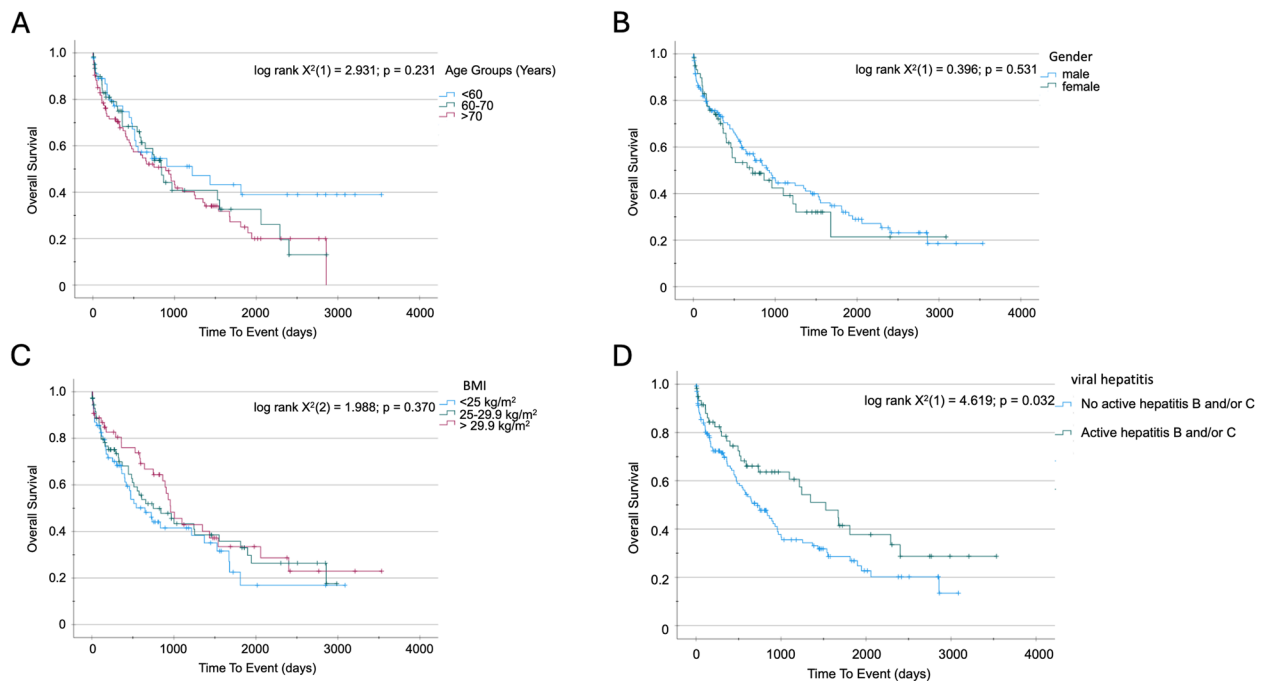 A
log rank X²(1) = 2.931; p = 0.231
Age Groups (Years)
<60
60-70
>70
Overall Survival
1.0
0.8
0.6
0.4
0.2
0
0 1000 2000 3000 4000
Time To Event (days)
B
log rank X²(1) = 0.396; p = 0.531
Gender
male
female
Overall Survival
1.0
0.8
0.6
0.4
0.2
0
0 1000 2000 3000 4000
Time To Event (days)
C
log rank X²(2) = 1.988; p = 0.370
BMI
<25 kg/m²
25-29.9 kg/m²
> 29.9 kg/m²
Overall Survival
1.0
0.8
0.6
0.4
0.2
0
0 1000 2000 3000 4000
Time To Event (days)
D
log rank X²(1) = 4.619; p = 0.032
viral hepatitis
No active hepatitis B and/or C
Active hepatitis B and/or C
Overall Survival
1.0
0.8
0.6
0.4
0.2
0
0 1000 2000 3000 4000
Time To Event (days)